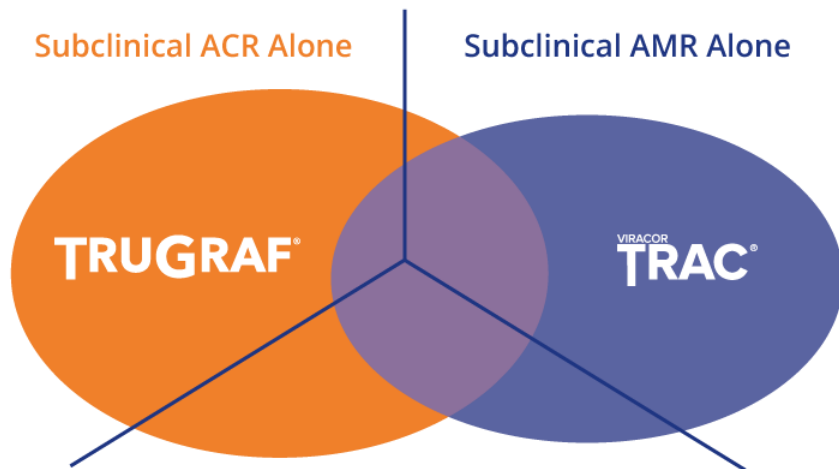 Subclinical ACR Alone
Subclinical AMR Alone
TRUGRAF®
VIRACOR
TRAC®